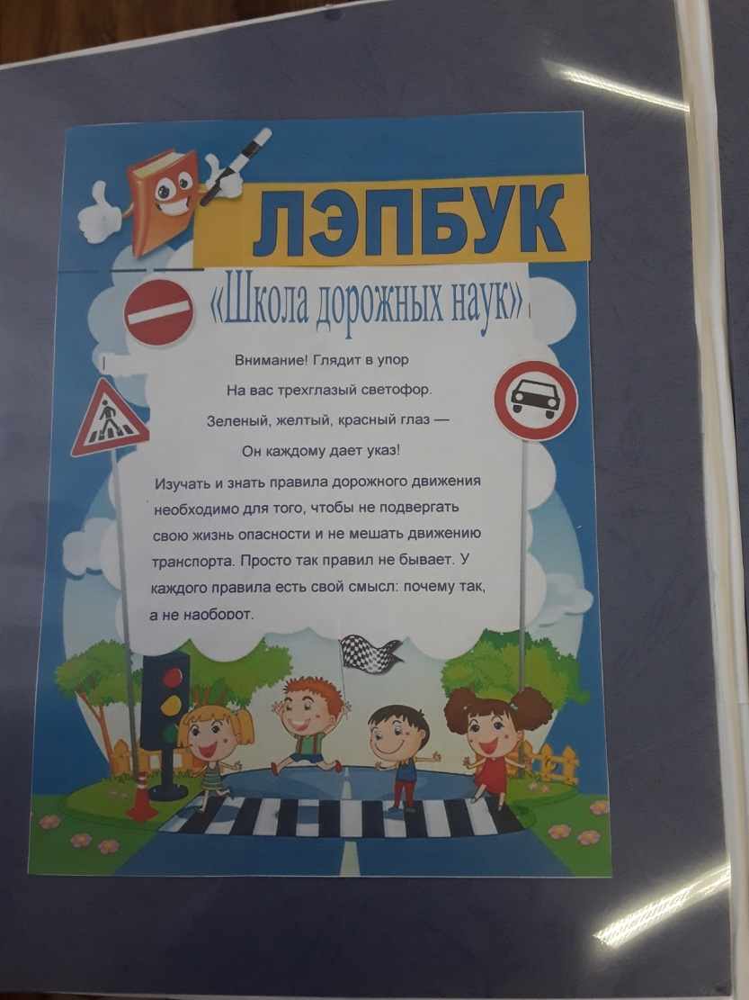 ЛЭПБУК
«Школа дорожных наук»
Внимание! Глядит в упор
На вас трехглазый светофор.
Зеленый, желтый, красный глаз —
Он каждому дает указ!
Изучать и знать правила дорожного движения
необходимо для того, чтобы не подвергать
свою жизнь опасности и не мешать движению
транспорта. Просто так правил не бывает. У
каждого правила есть свой смысл: почему так,
а не наоборот.